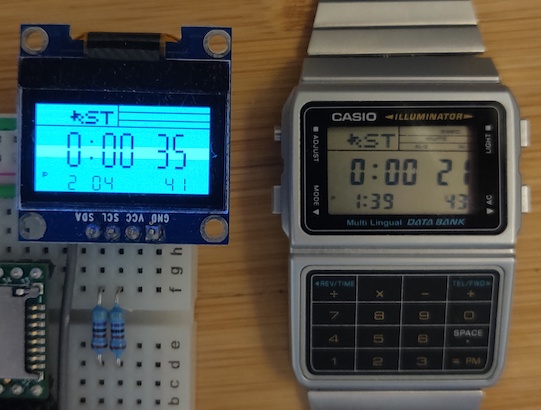 ST
0:00 35
P
2 04 41
GND VCC SCL SDA
f g h
b c d e
CASIO ILLUMINATOR
ADJUST
LIGHT
ST
0:00 21
1:39 43
MODE
AC
Multi Lingual DATA BANK
REV/TIME TEL/FWD
÷ × − +
7 8 9 0
4 5 6 SPACE
1 2 3 = PM